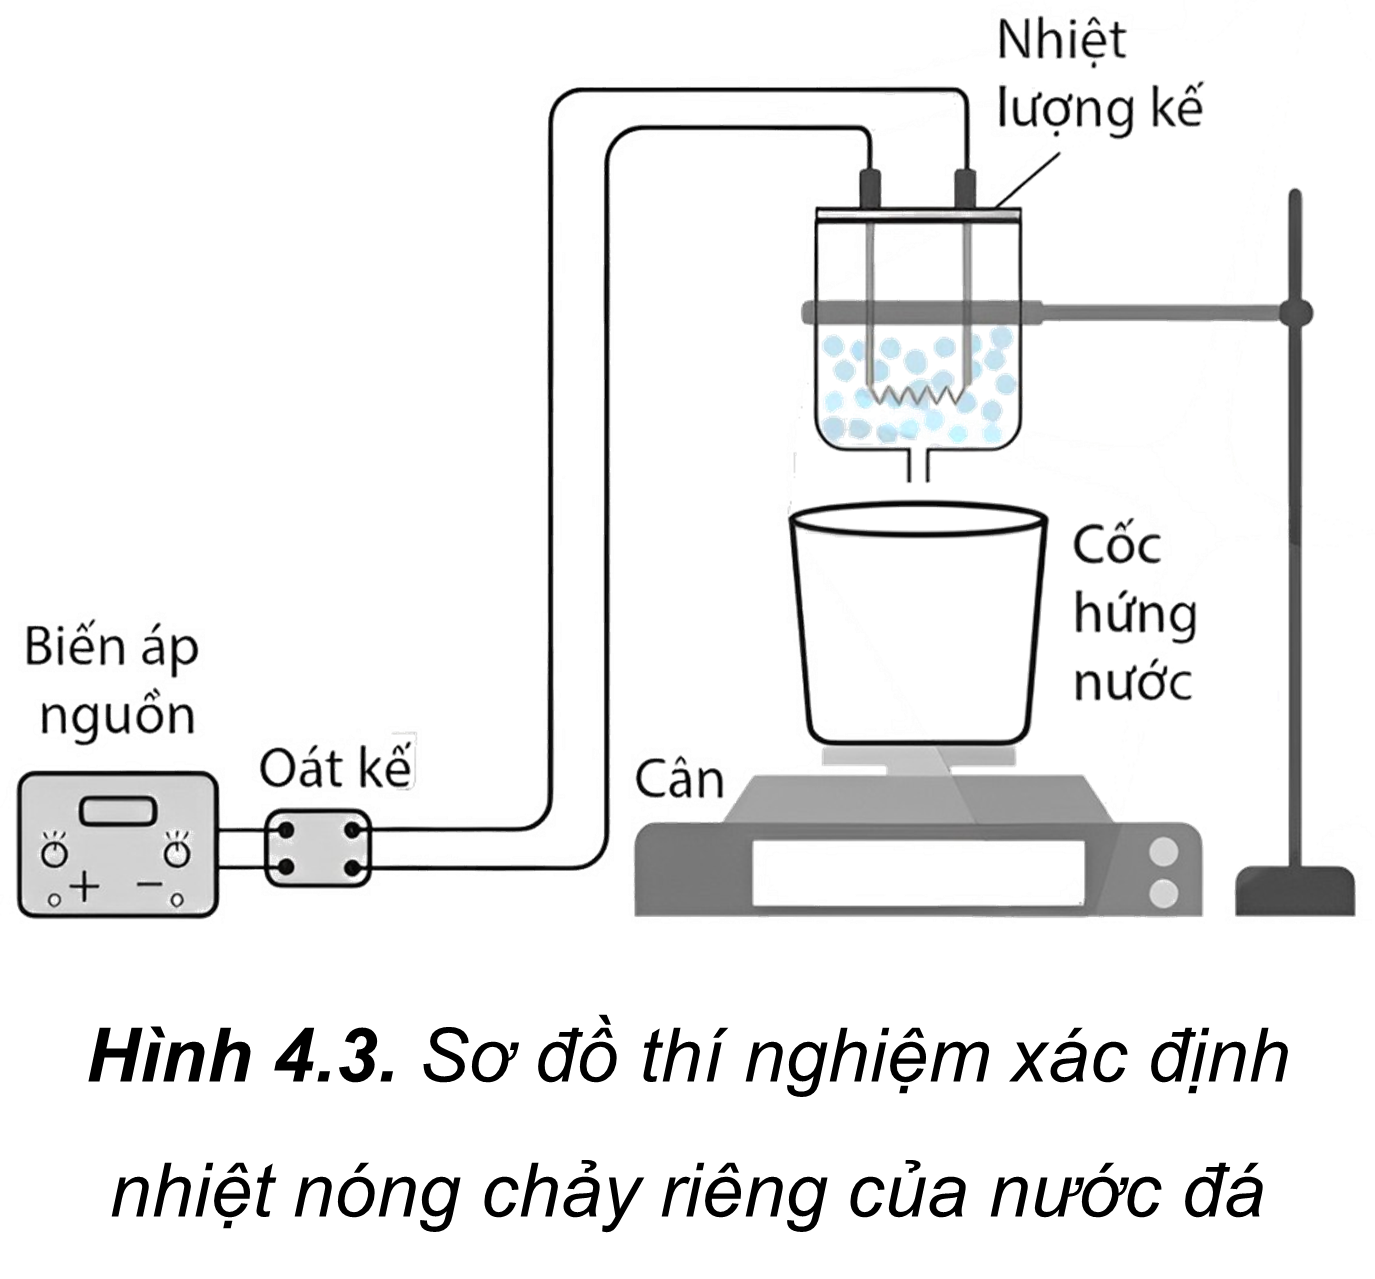 Nhiệt
lượng kế
Cốc
hứng
nước
Biến áp
nguồn
Oát kế
Cân
+ −
Hình 4.3. Sơ đồ thí nghiệm xác định
nhiệt nóng chảy riêng của nước đá